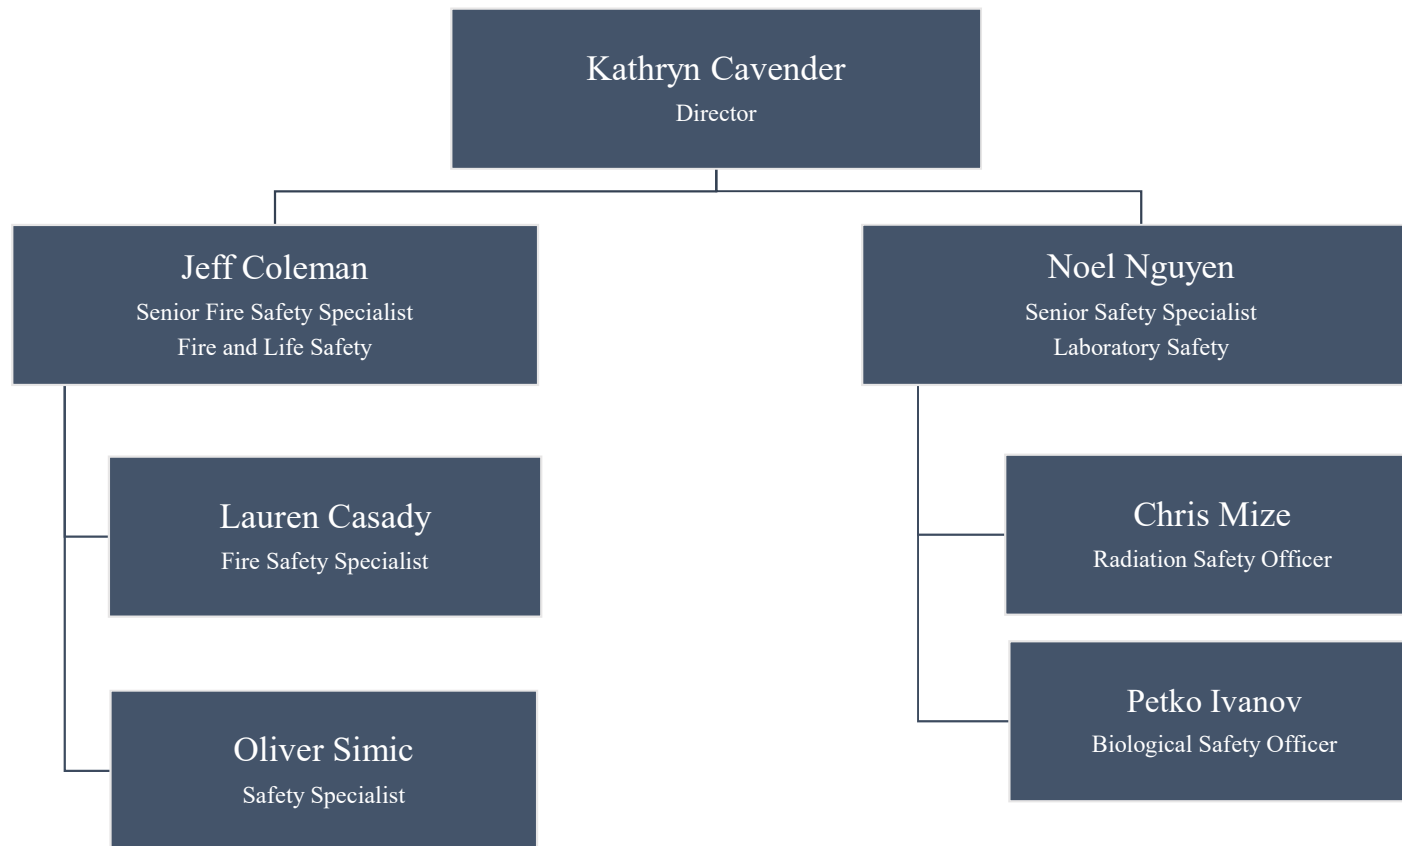 Kathryn Cavender
Director
Jeff Coleman
Senior Fire Safety Specialist
Fire and Life Safety
Noel Nguyen
Senior Safety Specialist
Laboratory Safety
Lauren Casady
Fire Safety Specialist
Chris Mize
Radiation Safety Officer
Oliver Simic
Safety Specialist
Petko Ivanov
Biological Safety Officer